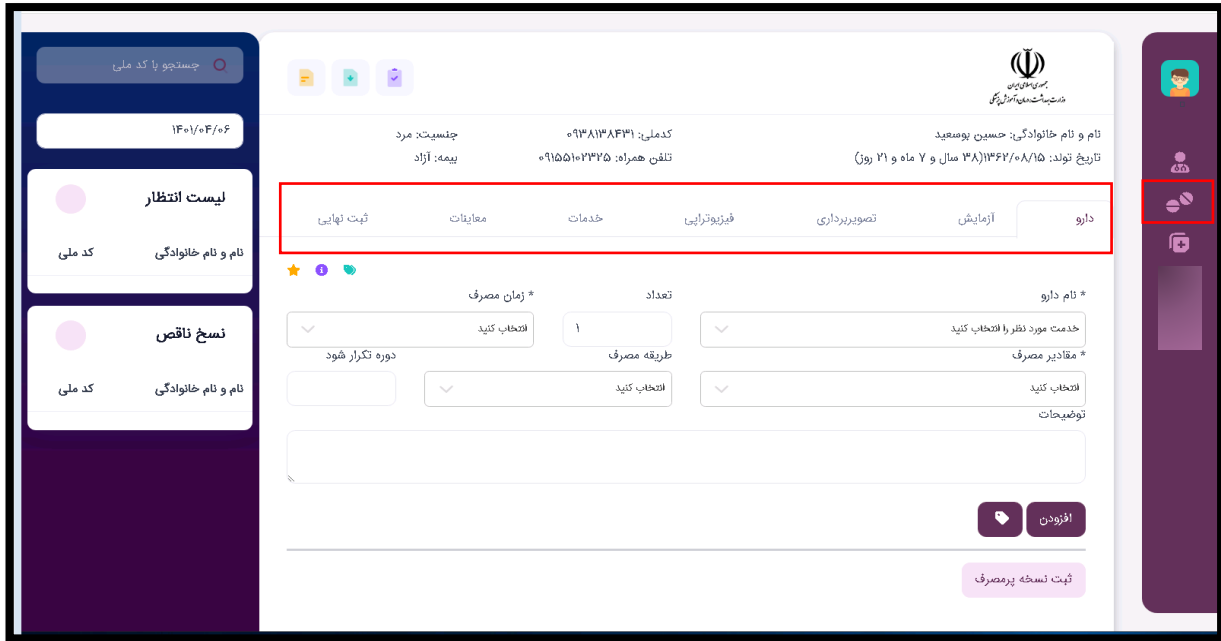 جمهوری اسلامی ایران
وزارت بهداشت، درمان و آموزش پزشکی
نام و نام خانوادگی: حسین یوسعید
کدملی: ۰۹۳۸۱۳۸۴۳۱
جنسیت: مرد
تاریخ تولد: ۱۳۶۲/۰۸/۱۵(۳۸ سال و ۷ ماه و ۲۱ روز)
تلفن همراه: ۰۹۱۵۵۱۰۲۳۲۵
بیمه: آزاد
دارو
آزمایش
تصویربرداری
فیزیوتراپی
خدمات
معاینات
ثبت نهایی
* نام دارو
تعداد
* زمان مصرف
خدمت مورد نظر را انتخاب کنید
۱
انتخاب کنید
* مقادیر مصرف
طریقه مصرف
دوره تکرار شود
انتخاب کنید
انتخاب کنید
توضیحات
افزودن
ثبت نسخه پرمصرف
جستجو با کد ملی
۱۴۰۱/۰۴/۰۶
لیست انتظار
نام و نام خانوادگی
کد ملی
نسخ ناقص
نام و نام خانوادگی
کد ملی